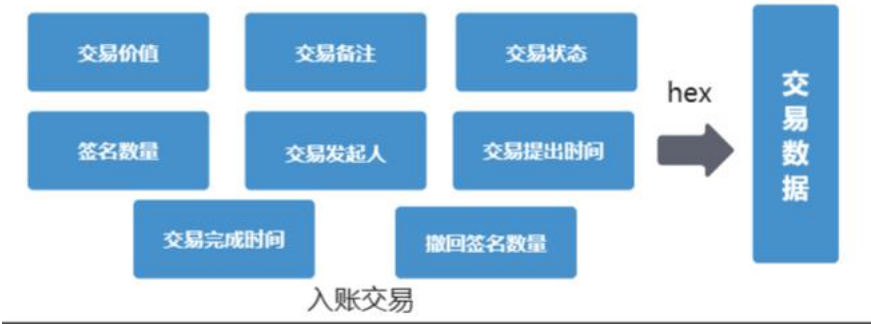 交易价值
交易备注
交易状态
签名数量
交易发起人
交易提出时间
交易完成时间
撤回签名数量
入账交易
hex
交易数据